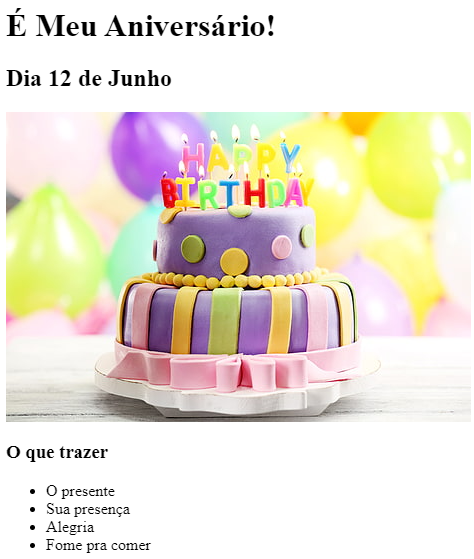 É Meu Aniversário!
Dia 12 de Junho
HAPPY
BIRTHDAY
O que trazer
O presente
Sua presença
Alegria
Fome pra comer